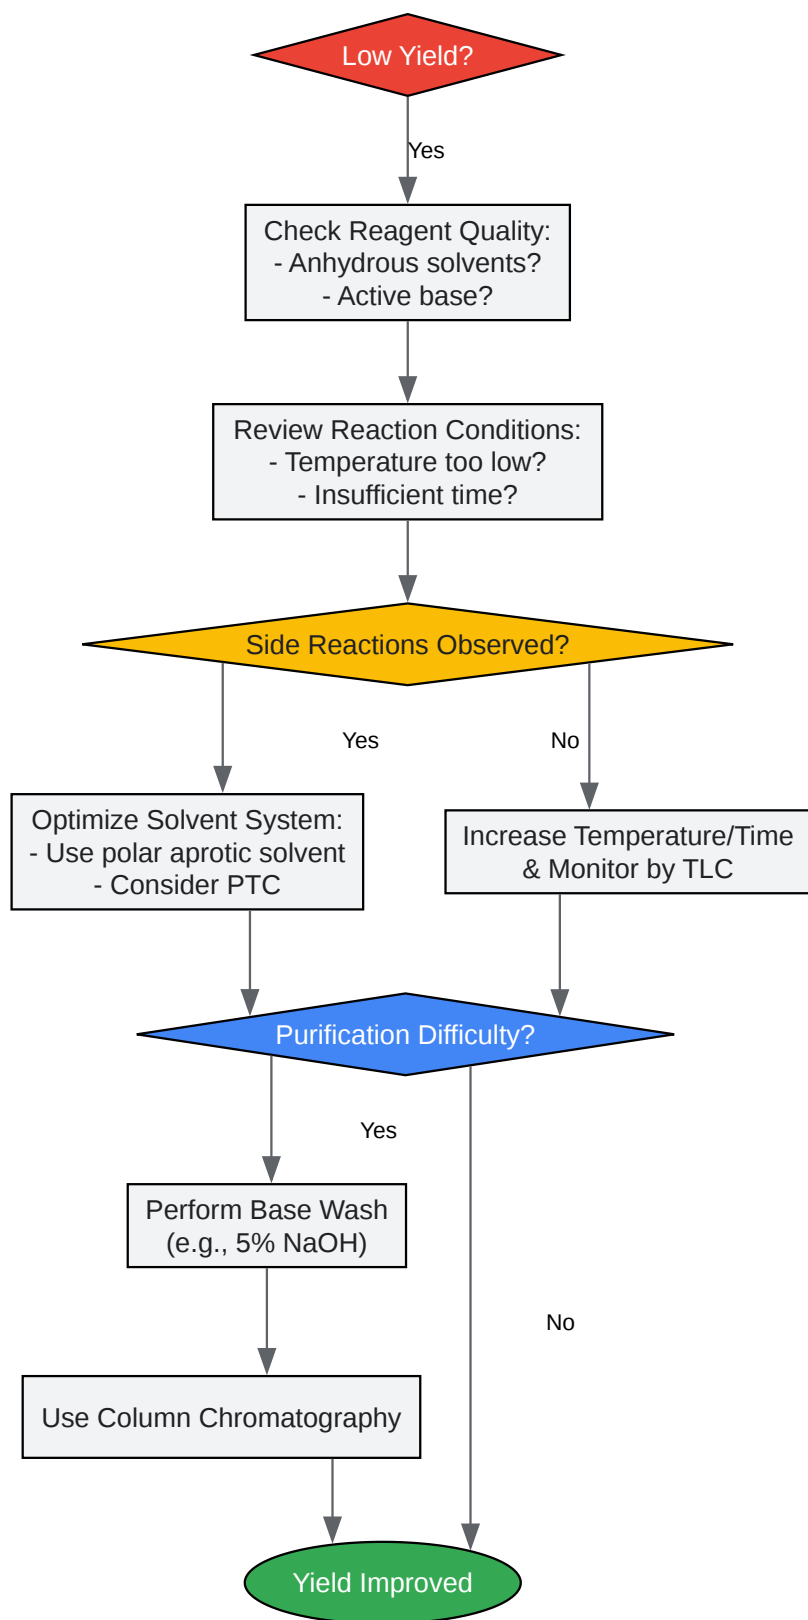 Low Yield?
Yes
Check Reagent Quality:
- Anhydrous solvents?
- Active base?
Review Reaction Conditions:
- Temperature too low?
- Insufficient time?
Side Reactions Observed?
Yes
No
Optimize Solvent System:
- Use polar aprotic solvent
- Consider PTC
Increase Temperature/Time
& Monitor by TLC
Purification Difficulty?
Yes
Perform Base Wash
(e.g., 5% NaOH)
No
Use Column Chromatography
Yield Improved